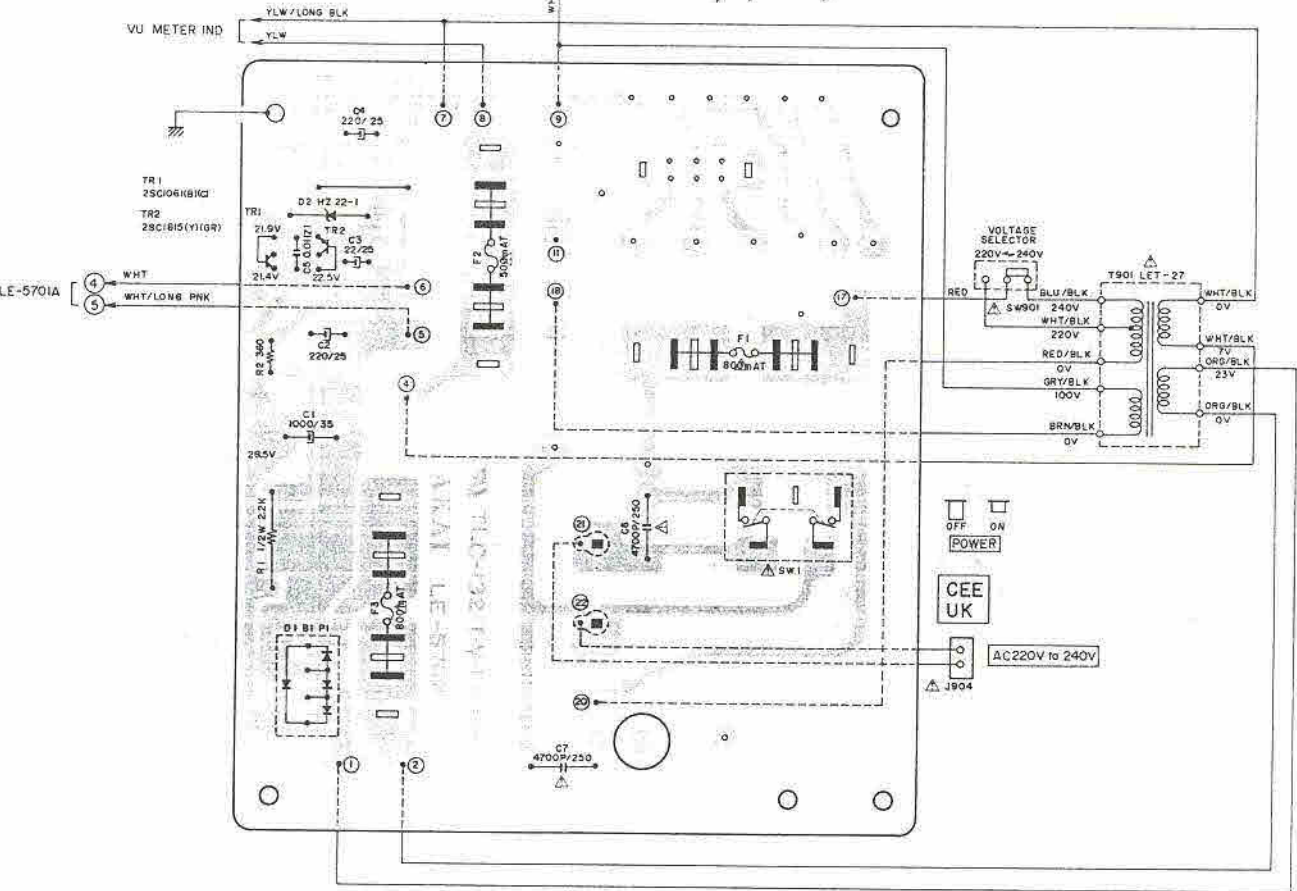 YLW/LONG BLK
VU METER IND
YLW
⑦
⑧
⑨
C4
220/25
TR1
2SC1061(B)(C)
TR2
2SC1815(Y)(GR)
D2 HZ 22-1
TR1
TR2
21.9V
C5 0.01(Z)
C3
22/25
21.4V
22.5V
F2
500mAT
⑪
⑱
⑰
VOLTAGE
SELECTOR
220V~240V
T901 LET-27
RED
BLU/BLK
240V
SW901
WHT/BLK
220V
RED/BLK
0V
GRY/BLK
100V
BRN/BLK
0V
WHT/BLK
0V
WHT/BLK
7V
ORG/BLK
23V
ORG/BLK
0V
LE-5701A
④
WHT
⑥
⑤
WHT/LONG PNK
⑤
C2
220/25
R2 360
F1
800mAT
④
C1
1000/35
R1 1/2W 2.2K
F3
800mAT
㉑
C6
4700P/250
SW1
OFF
ON
POWER
㉒
CEE
UK
AC220V to 240V
J904
D1 B1 P1
⑳
C7
4700P/250
①
②